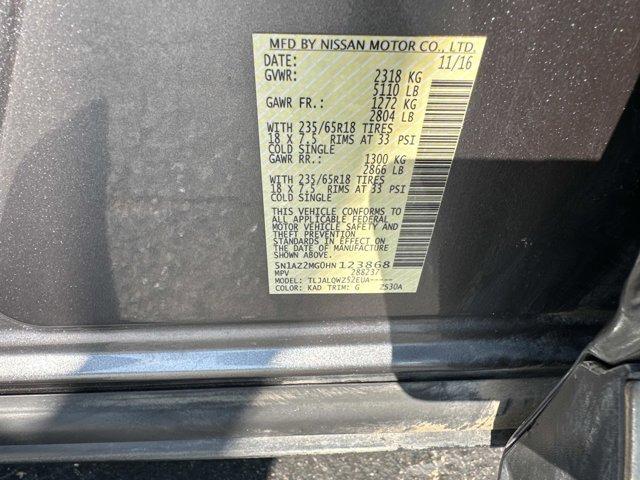 MFD BY NISSAN MOTOR CO., LTD.
DATE: 11/16
GVWR: 2318 KG
5110 LB
GAWR FR.: 1272 KG
2804 LB
WITH 235/65R18 TIRES
18 X 7.5 RIMS AT 33 PSI
COLD SINGLE
GAWR RR.: 1300 KG
2866 LB
WITH 235/65R18 TIRES
18 X 7.5 RIMS AT 33 PSI
COLD SINGLE
THIS VEHICLE CONFORMS TO
ALL APPLICABLE FEDERAL
MOTOR VEHICLE SAFETY AND
THEFT PREVENTION
STANDARDS IN EFFECT ON
THE DATE OF MANUFACTURE
SHOWN ABOVE.
5N1AZ2MG0HN 123868
MPV 288237
MODEL: TLJALQWZ52EUA-----
COLOR: KAD TRIM: G ZS30A